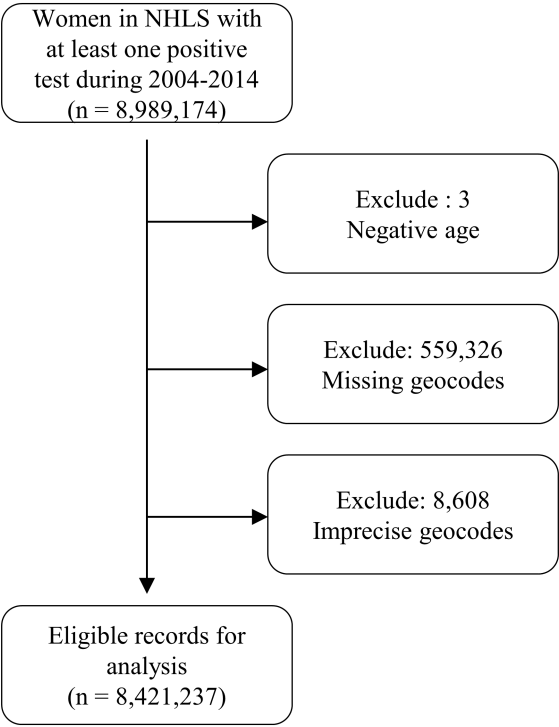 Women in NHLS with
at least one positive
test during 2004-2014
(n = 8,989,174)
Exclude : 3
Negative age
Exclude: 559,326
Missing geocodes
Exclude: 8,608
Imprecise geocodes
Eligible records for
analysis
(n = 8,421,237)